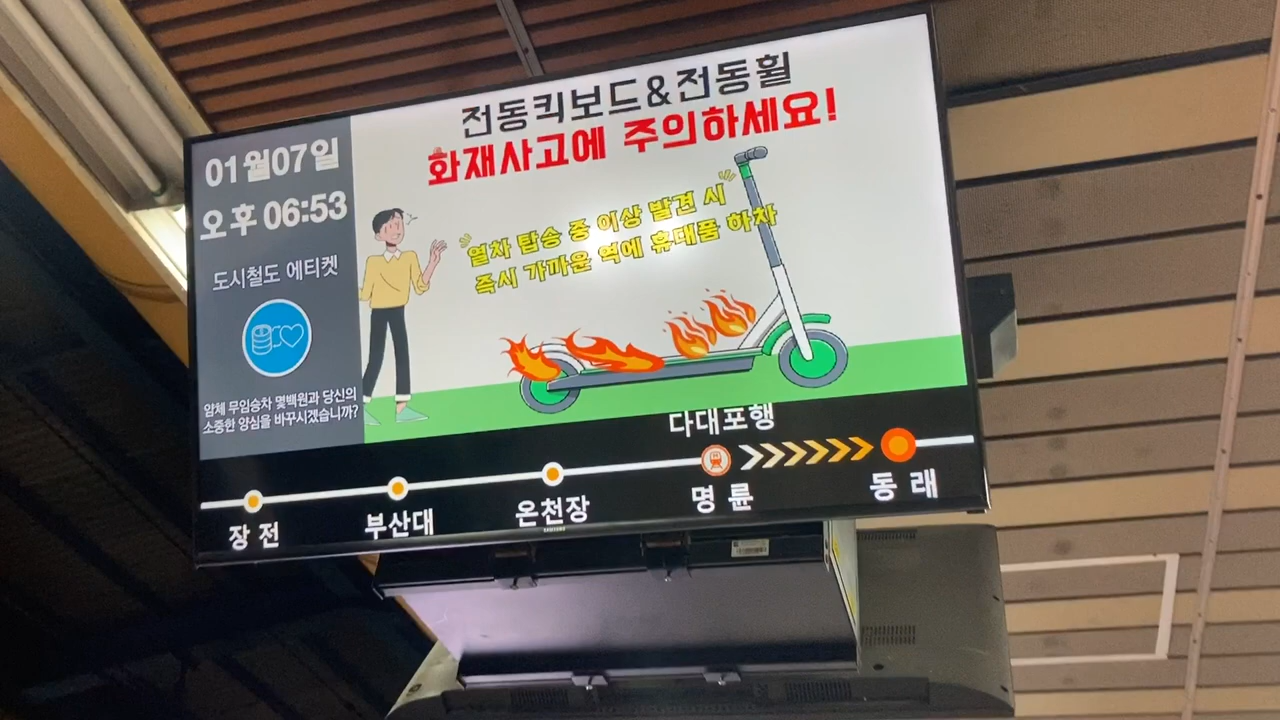 전동킥보드&전동휠
화재사고에 주의하세요!
열차 탑승 중 이상 발견 시
즉시 가까운 역에 휴대품 하차
01월07일
오후 06:53
도시철도 에티켓
얌체 무임승차 몇백원과 당신의
소중한 양심을 바꾸시겠습니까?
다대포행
장전 부산대 온천장 명륜 동래
SAMSUNG